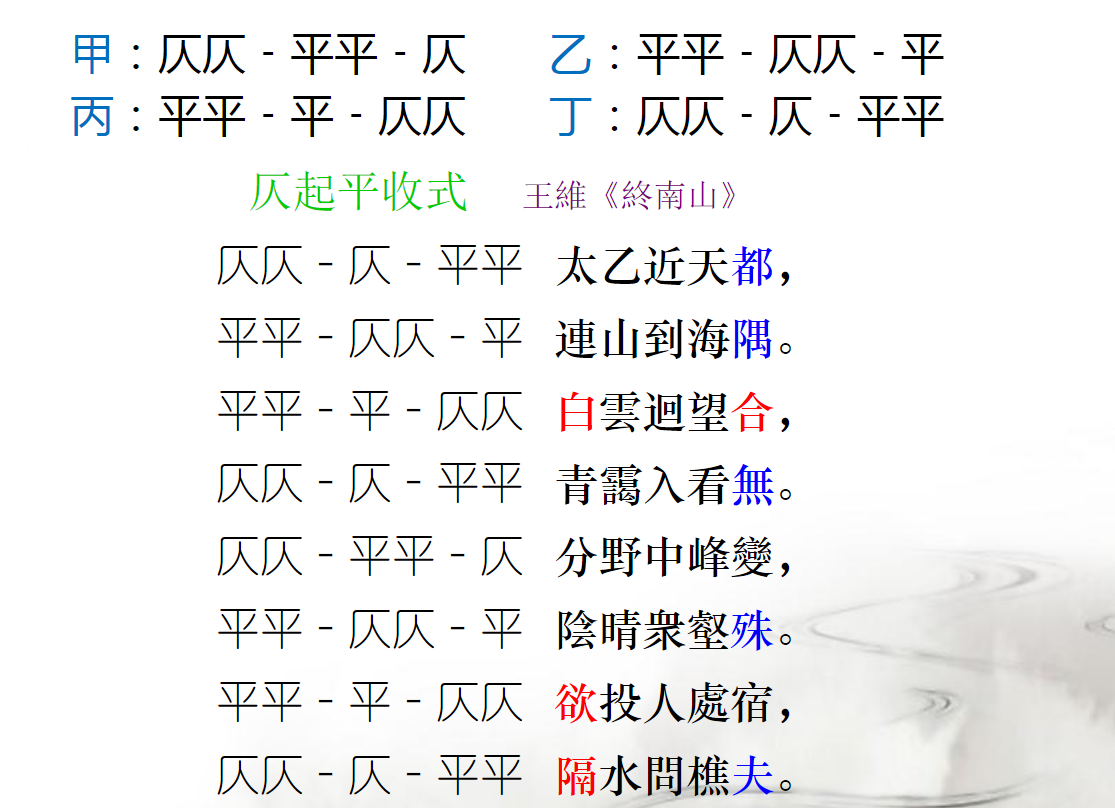 甲：仄仄－平平－仄　　乙：平平－仄仄－平
丙：平平－平－仄仄　　丁：仄仄－仄－平平
仄起平收式　　王維《終南山》
仄仄－仄－平平　太乙近天都，
平平－仄仄－平　連山到海隅。
平平－平－仄仄　白雲迴望合，
仄仄－仄－平平　青靄入看無。
仄仄－平平－仄　分野中峰變，
平平－仄仄－平　陰晴衆壑殊。
平平－平－仄仄　欲投人處宿，
仄仄－仄－平平　隔水問樵夫。